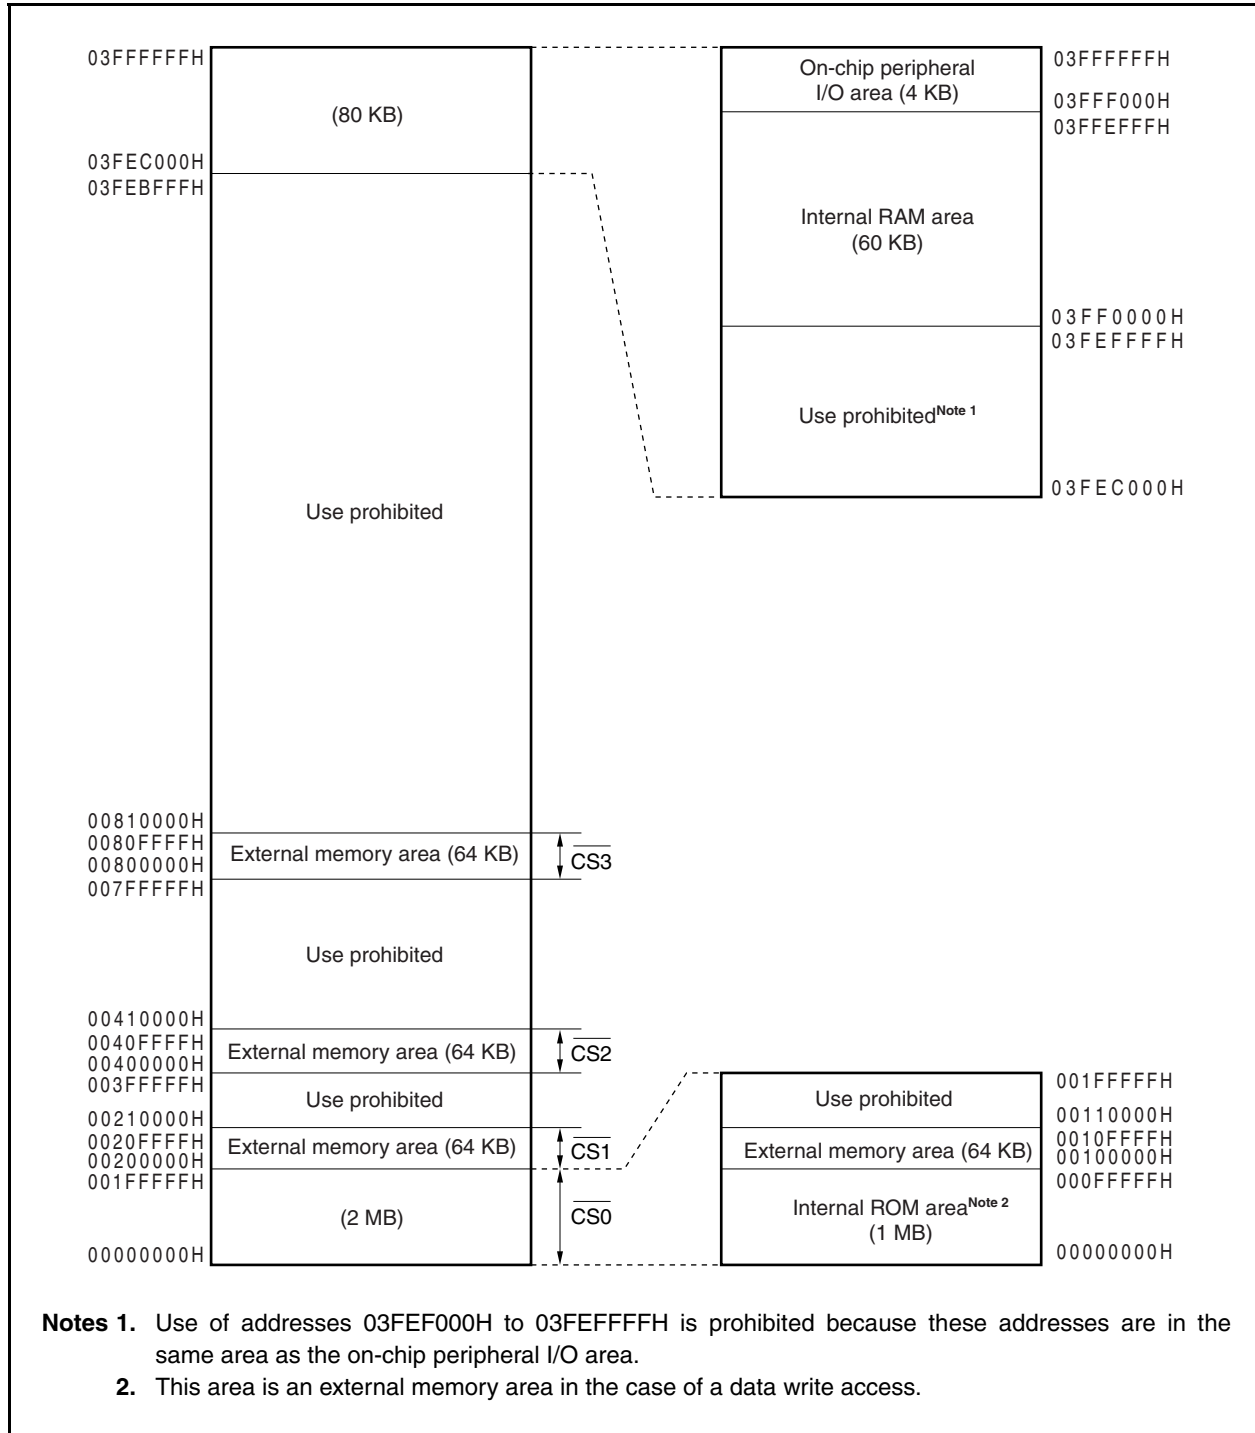 03FFFFFFH
(80 KB)
03FEC000H
03FEBFFFH
Use prohibited
00810000H
0080FFFFH
External memory area (64 KB)
CS3
00800000H
007FFFFFH
Use prohibited
00410000H
0040FFFFH
External memory area (64 KB)
CS2
00400000H
003FFFFFH
Use prohibited
00210000H
0020FFFFH
External memory area (64 KB)
CS1
00200000H
001FFFFFH
(2 MB)
CS0
00000000H
On-chip peripheral
I/O area (4 KB)
03FFFFFFH
03FFF000H
03FFEFFFH
Internal RAM area
(60 KB)
03FF0000H
03FEFFFFH
Use prohibitedNote 1
03FEC000H
Use prohibited
001FFFFFH
00110000H
0010FFFFH
External memory area (64 KB)
00100000H
000FFFFFH
Internal ROM areaNote 2
(1 MB)
00000000H
Notes 1. Use of addresses 03FEF000H to 03FEFFFFH is prohibited because these addresses are in the
same area as the on-chip peripheral I/O area.
2. This area is an external memory area in the case of a data write access.